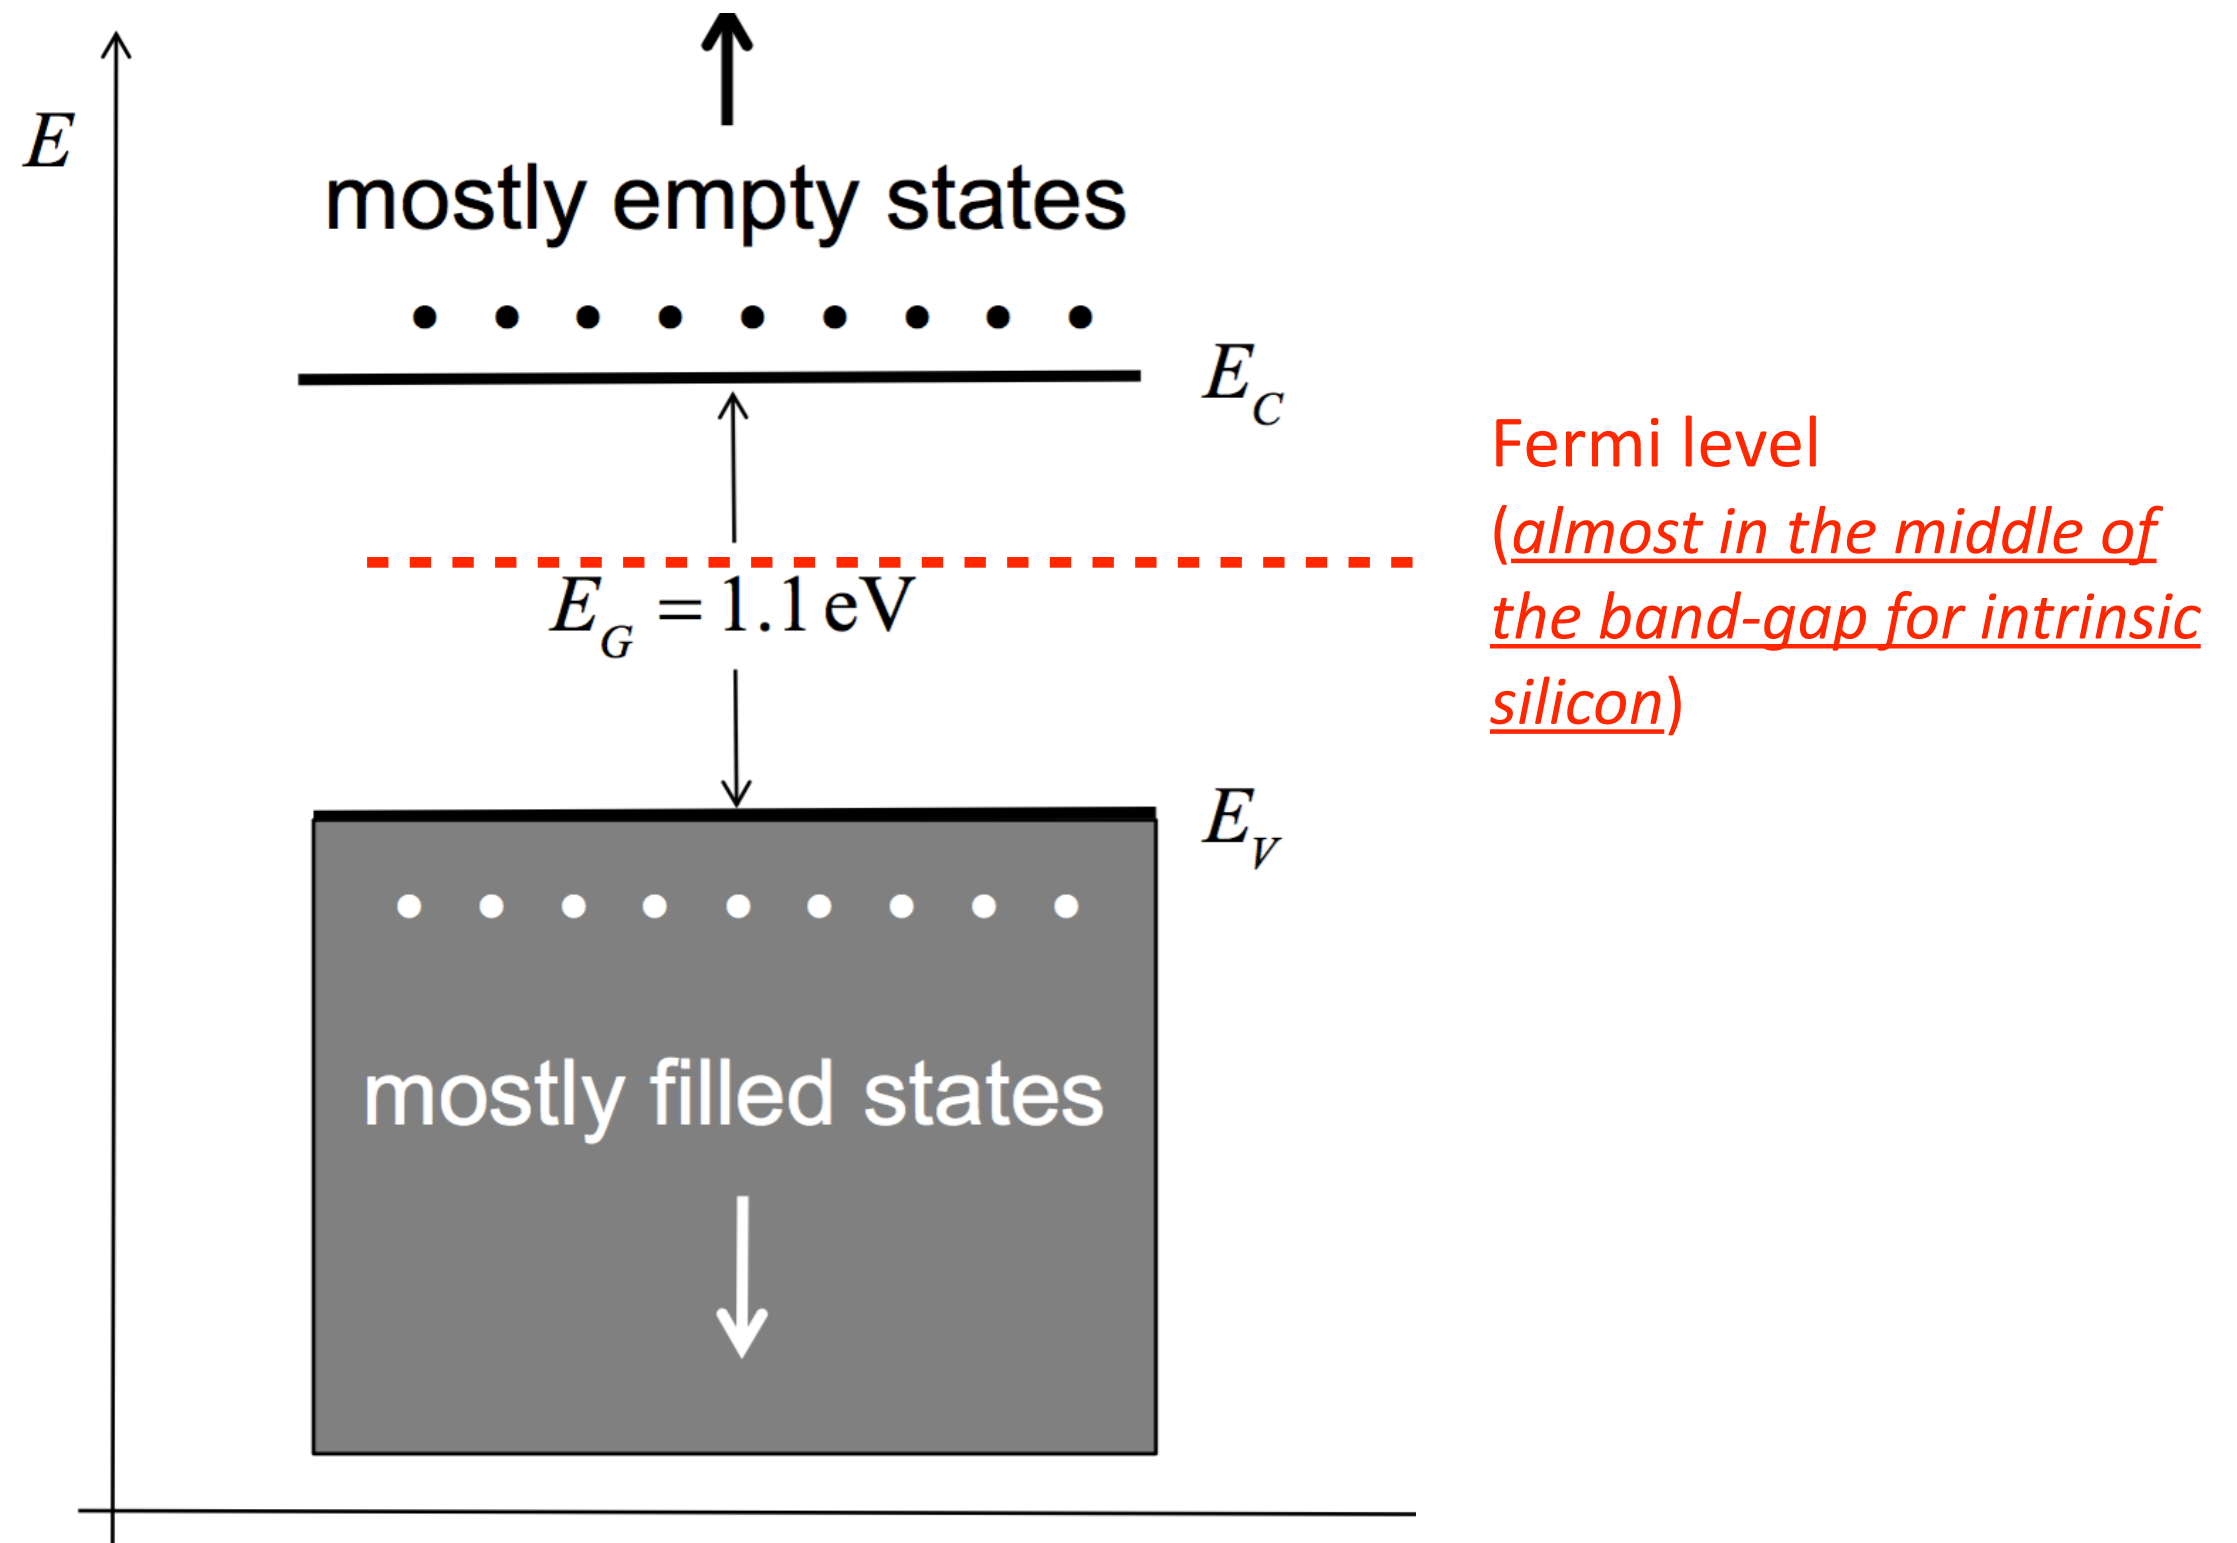 E
mostly empty states
E_C
Fermi level
(almost in the middle of
the band-gap for intrinsic
silicon)
E_G = 1.1 eV
E_V
mostly filled states